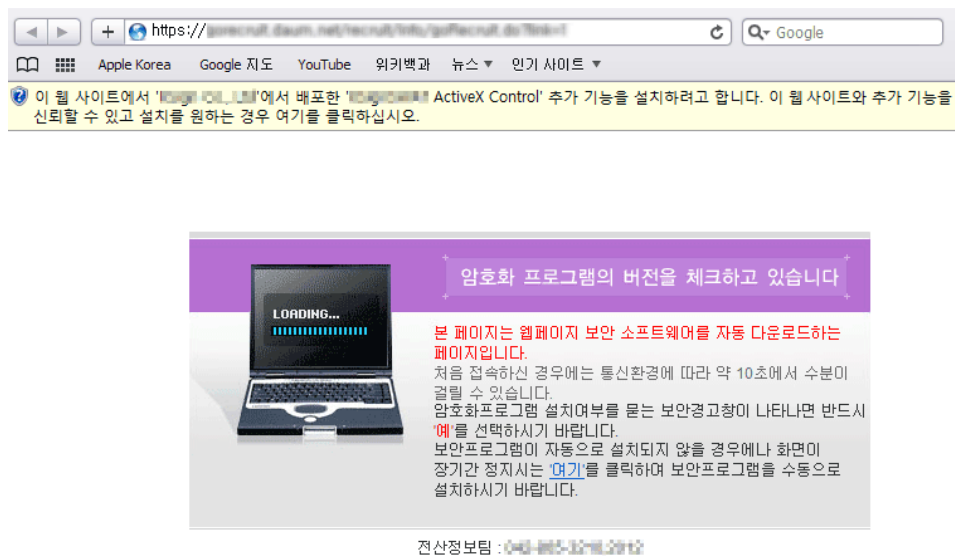 https://
Google
Apple Korea Google 지도 YouTube 위키백과 뉴스 ▼ 인기 사이트 ▼
이 웹 사이트에서 '에서 배포한 ' ActiveX Control' 추가 기능을 설치하려고 합니다. 이 웹 사이트와 추가 기능을
신뢰할 수 있고 설치를 원하는 경우 여기를 클릭하십시오.
암호화 프로그램의 버전을 체크하고 있습니다
LOADING...
본 페이지는 웹페이지 보안 소프트웨어를 자동 다운로드하는
페이지입니다.
처음 접속하신 경우에는 통신환경에 따라 약 10초에서 수분이
걸릴 수 있습니다.
암호화프로그램 설치여부를 묻는 보안경고창이 나타나면 반드시
'예'를 선택하시기 바랍니다.
보안프로그램이 자동으로 설치되지 않을 경우에나 화면이
장기간 정지시는 '여기'를 클릭하여 보안프로그램을 수동으로
설치하시기 바랍니다.
전산정보팀 :